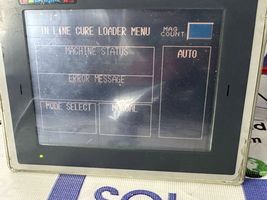 IN LINE CURE LOADER MENU
MAG COUNT
MACHINE STATUS
AUTO
ERROR MESSAGE
MODE SELECT
MANUAL